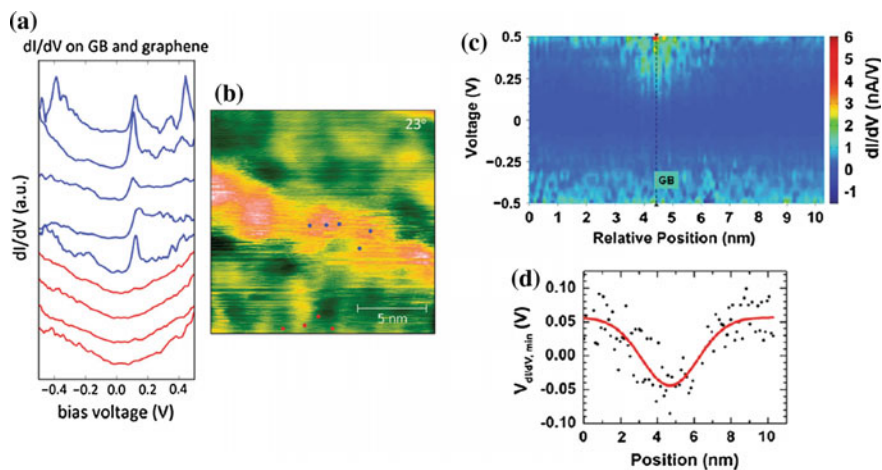 (a)
dI/dV on GB and graphene
dI/dV (a.u.)
−0.4 −0.2 0.0 0.2 0.4
bias voltage (V)
(b)
23°
5 nm
(c)
0.5
0.25
0
−0.25
−0.5
Voltage (V)
GB
0 1 2 3 4 5 6 7 8 9 10
Relative Position (nm)
6
5
4
3
2
1
0
−1
dI/dV (nA/V)
(d)
0.10
0.05
0.00
-0.05
-0.10
V dI/dV, min (V)
0 2 4 6 8 10
Position (nm)